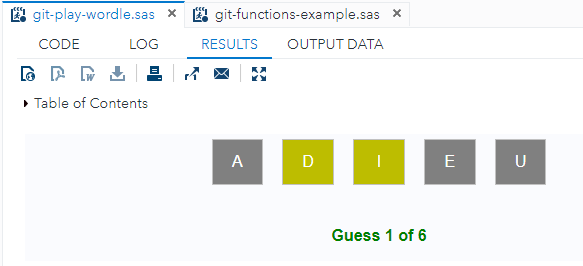 git-play-wordle.sas × git-functions-example.sas ×
CODE LOG RESULTS OUTPUT DATA
Table of Contents
A D I E U
Guess 1 of 6